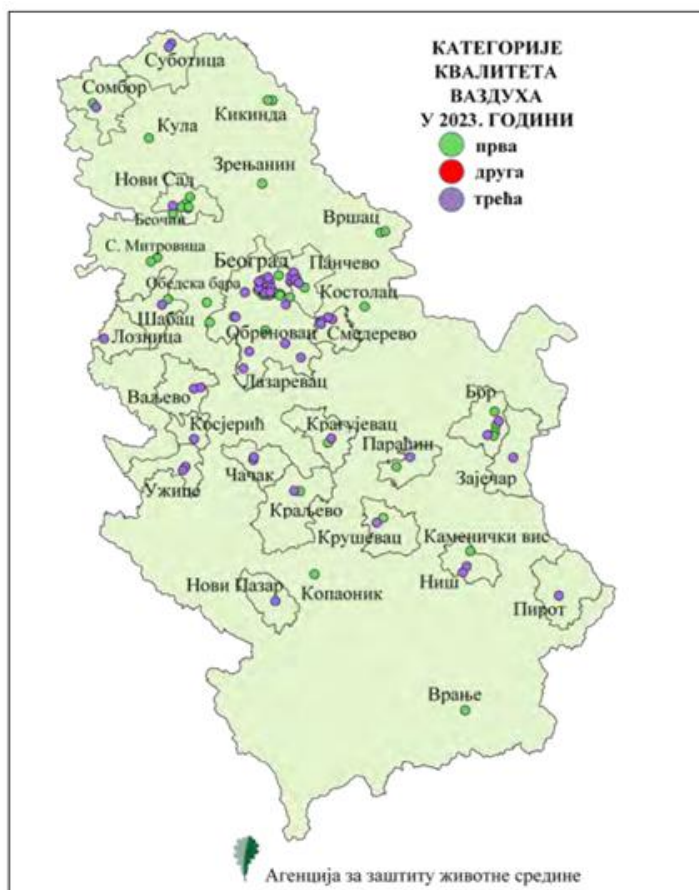 КАТЕГОРИЈЕ
КВАЛИТЕТА
ВАЗДУХА
У 2023. ГОДИНИ
прва
друга
трећа
Суботица
Сомбор
Кикинда
Кула
Зрењанин
Нови Сад
Беочин
Вршац
С. Митровица
Београд
Панчево
Обедска бара
Костолац
Шабац
Обреновац
Смедерево
Лозница
Лазаревац
Ваљево
Бор
Косјерић
Крагујевац
Параћин
Ужице
Чачак
Зајечар
Краљево
Крушевац
Каменички вис
Нови Пазар
Копаоник
Ниш
Пирот
Врање
Агенција за заштиту животне средине